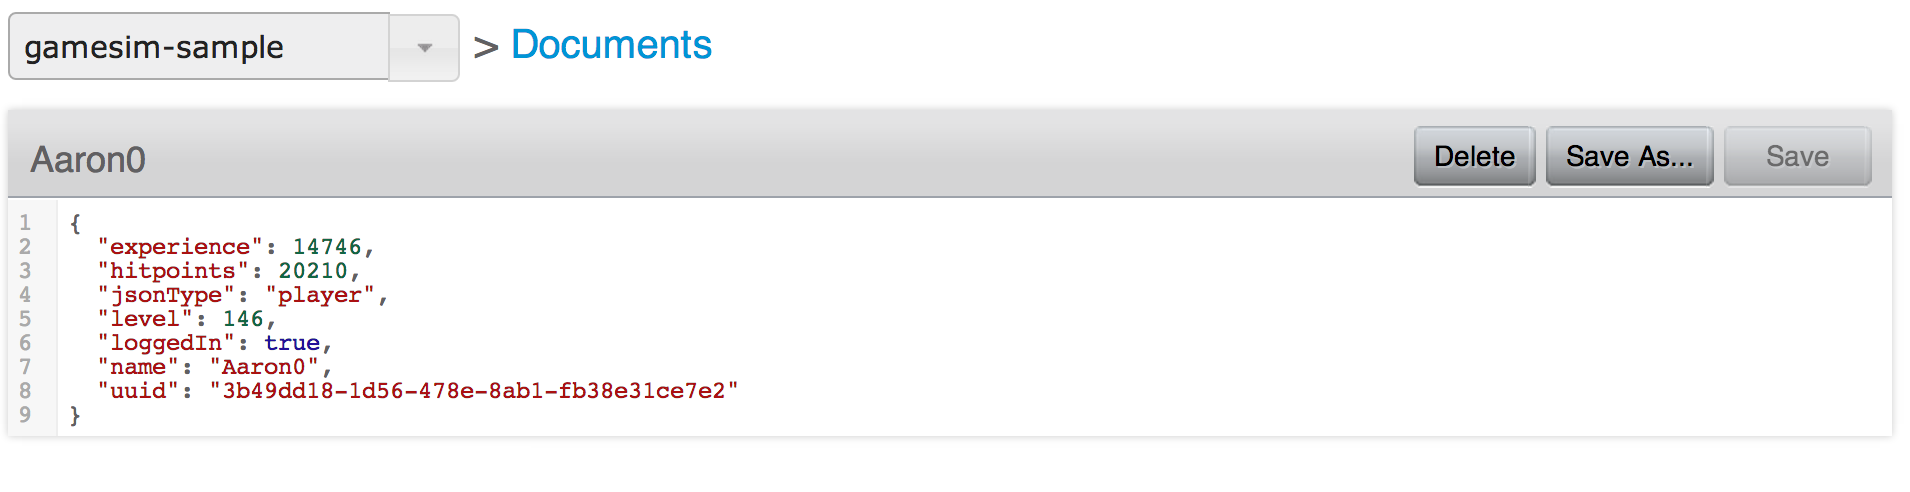 gamesim-sample > Documents
Aaron0 Delete Save As... Save
1 {
2 "experience": 14746,
3 "hitpoints": 20210,
4 "jsonType": "player",
5 "level": 146,
6 "loggedIn": true,
7 "name": "Aaron0",
8 "uuid": "3b49dd18-1d56-478e-8ab1-fb38e31ce7e2"
9 }